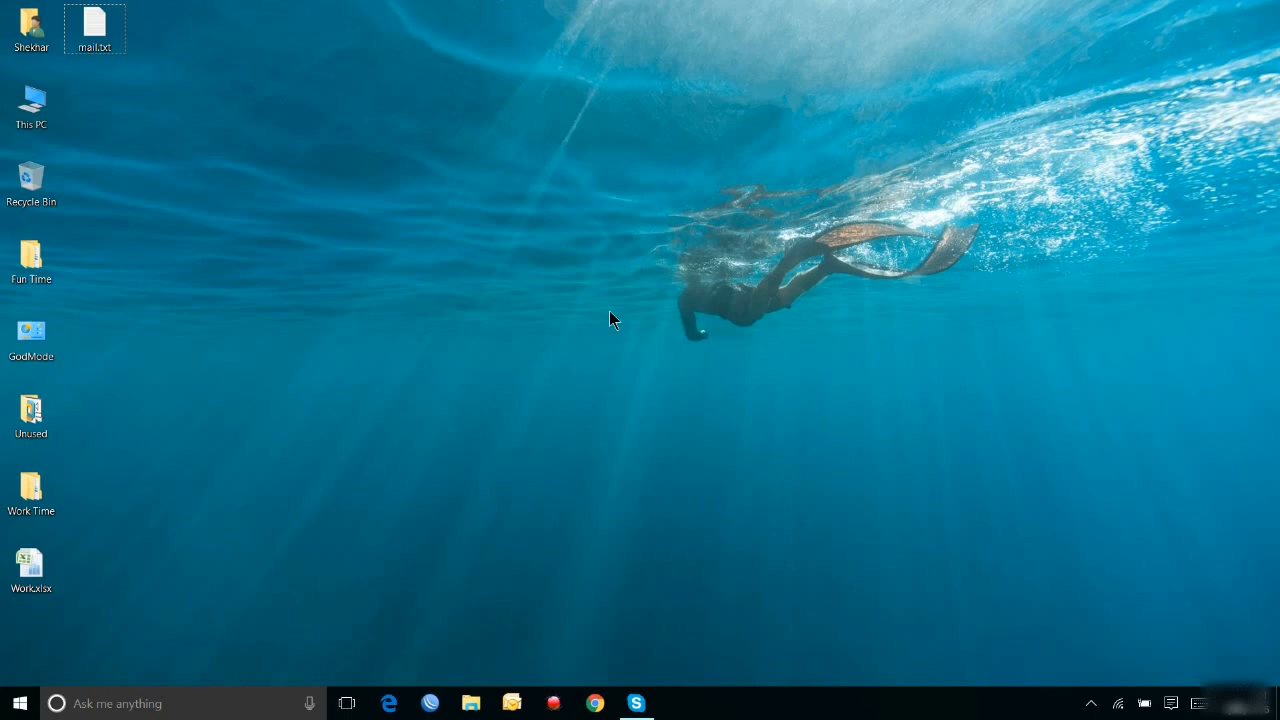 Shekhar
mail.txt
This PC
Recycle Bin
Fun Time
GodMode
Unused
Work Time
Work.xlsx
Ask me anything